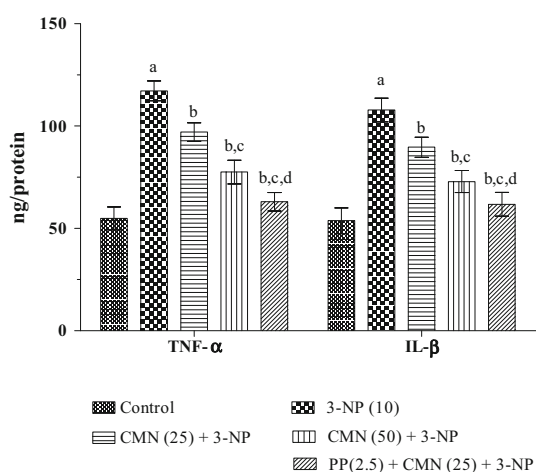 150
a
a
b
b
100
b,c
b,c
b,c,d
b,c,d
ng/protein
50
0
TNF-α
IL-β
Control
3-NP (10)
CMN (25) + 3-NP
CMN (50) + 3-NP
PP(2.5) + CMN (25) + 3-NP